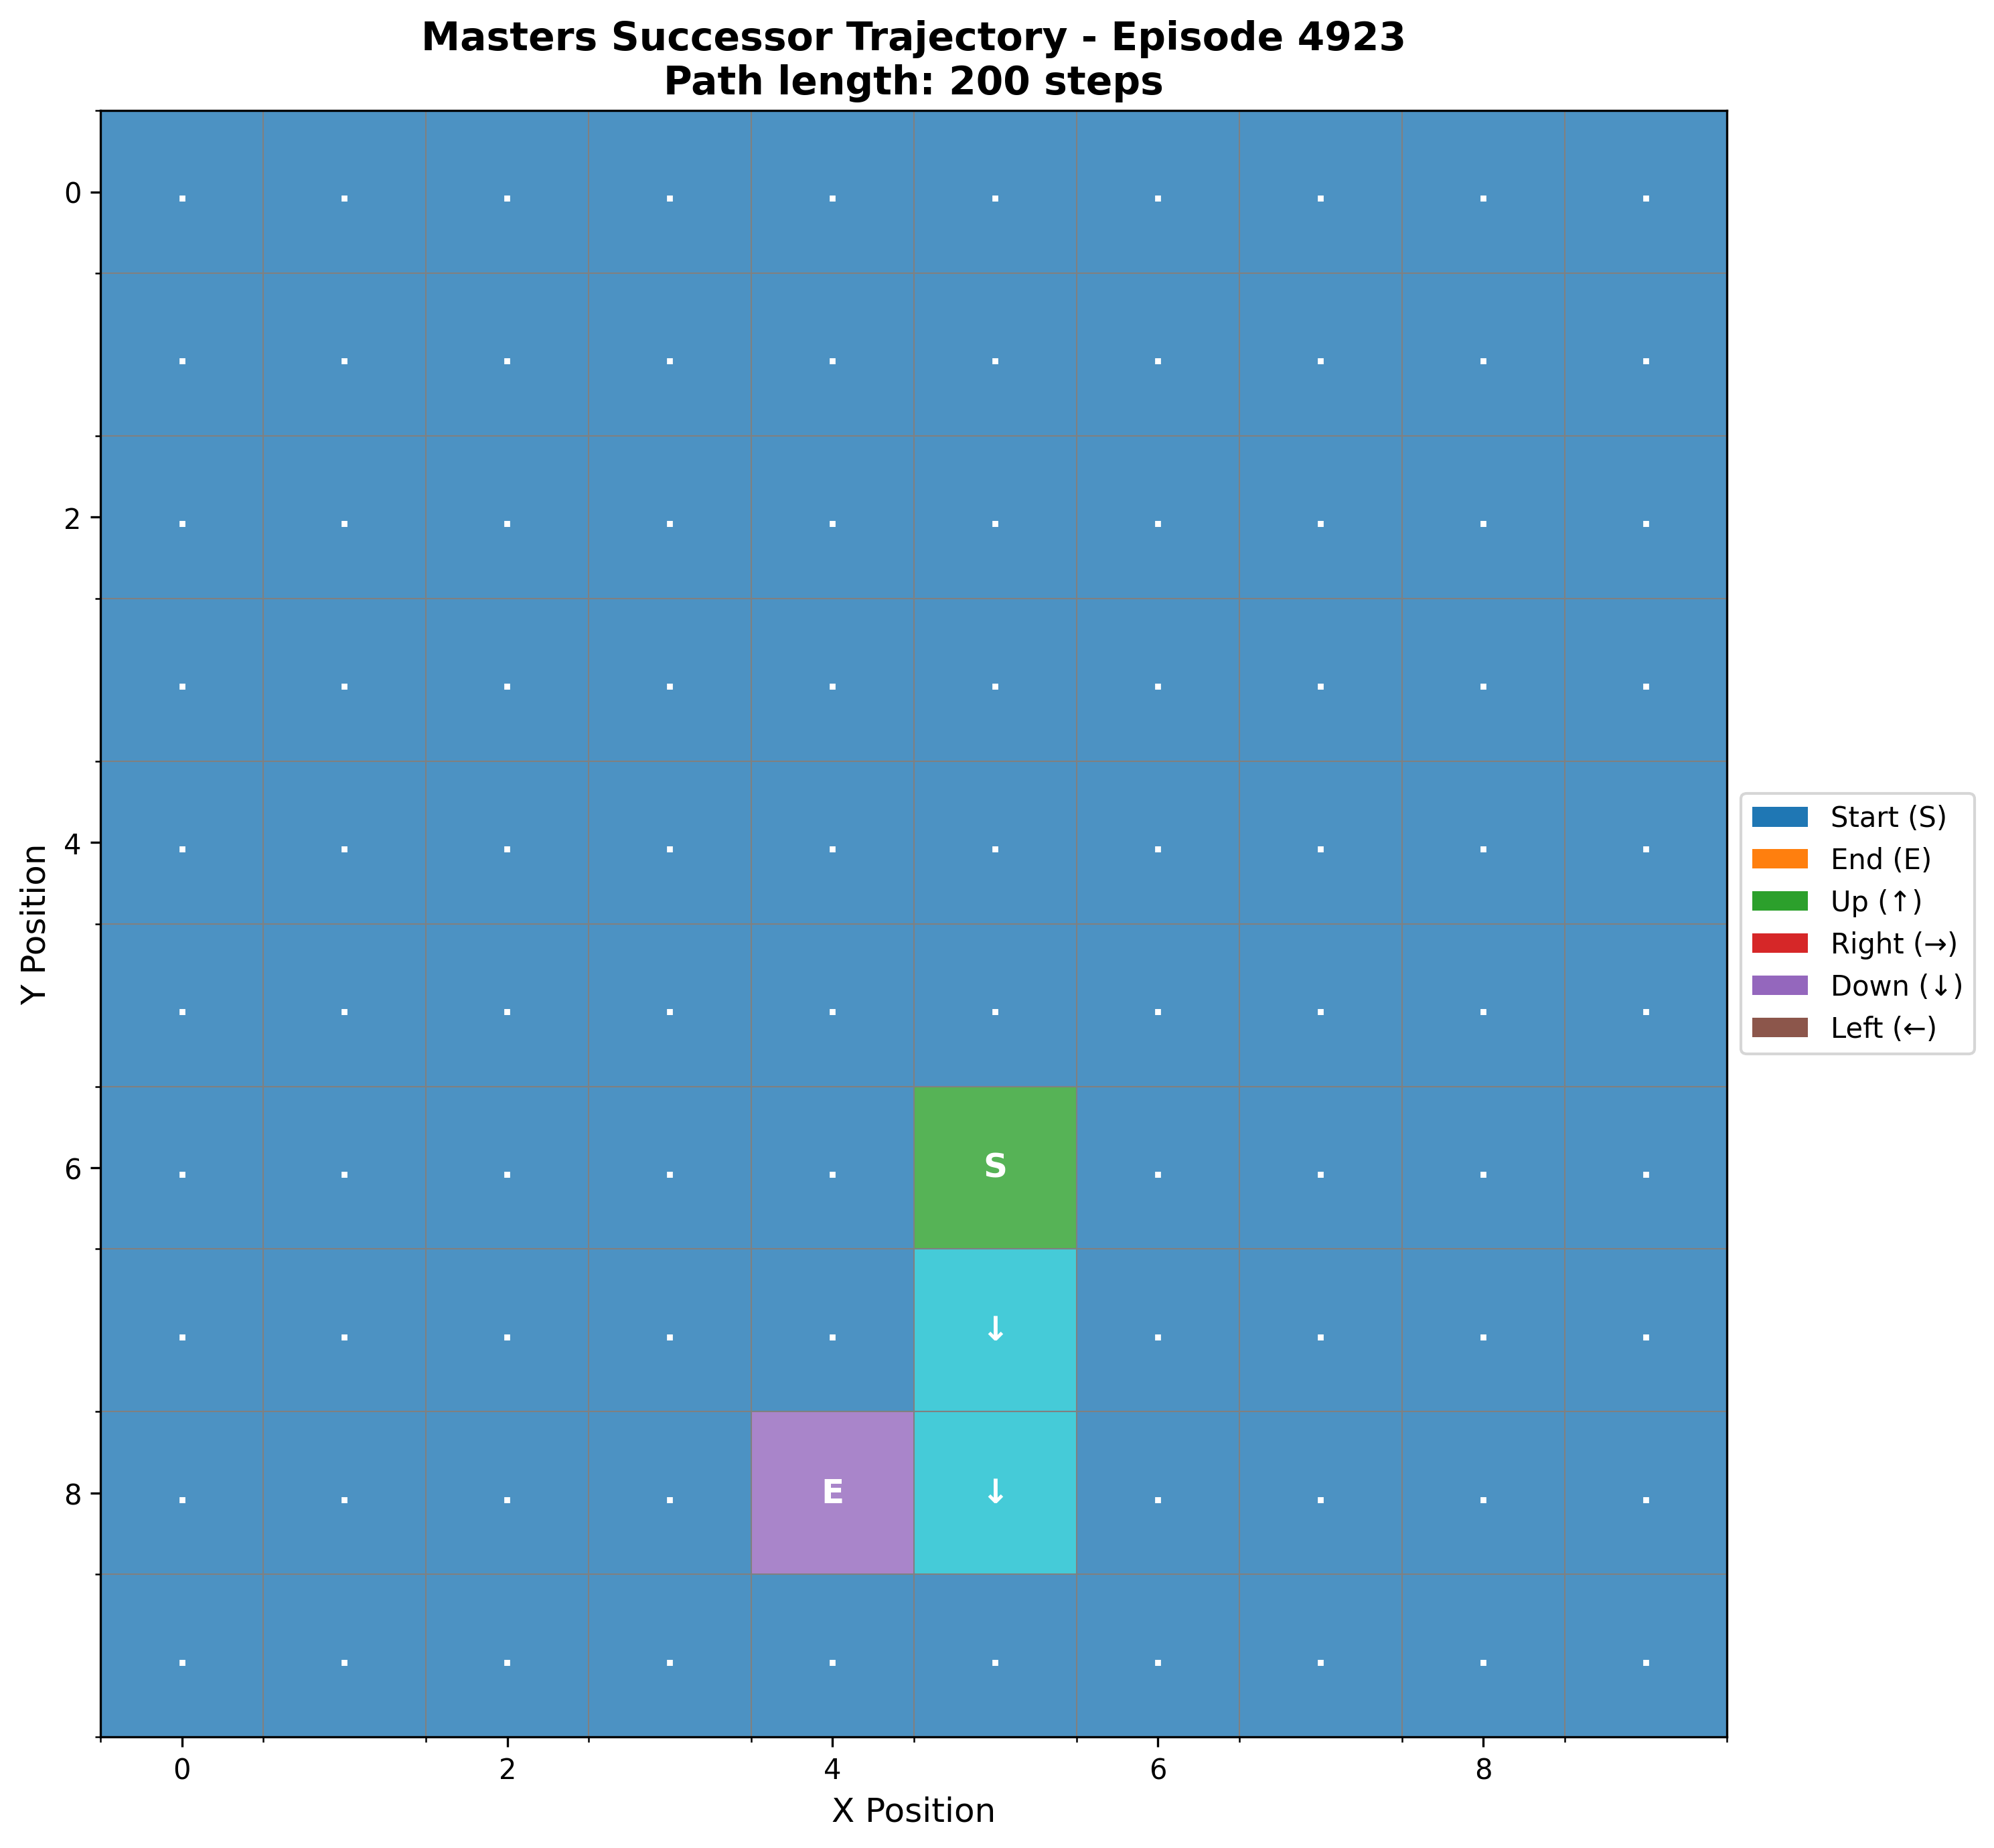 Masters Successor Trajectory - Episode 4923
Path length: 200 steps
Y Position
0
2
4
6
8
. . . . . . . . . .
. . . . . . . . . .
. . . . . . . . . .
. . . . . . . . . .
. . . . . . . . . .
. . . . . . . . . .
. . . . . S . . . .
. . . . . ↓ . . . .
. . . . E ↓ . . . .
. . . . . . . . . .
0 2 4 6 8
X Position
Start (S)
End (E)
Up (↑)
Right (→)
Down (↓)
Left (←)